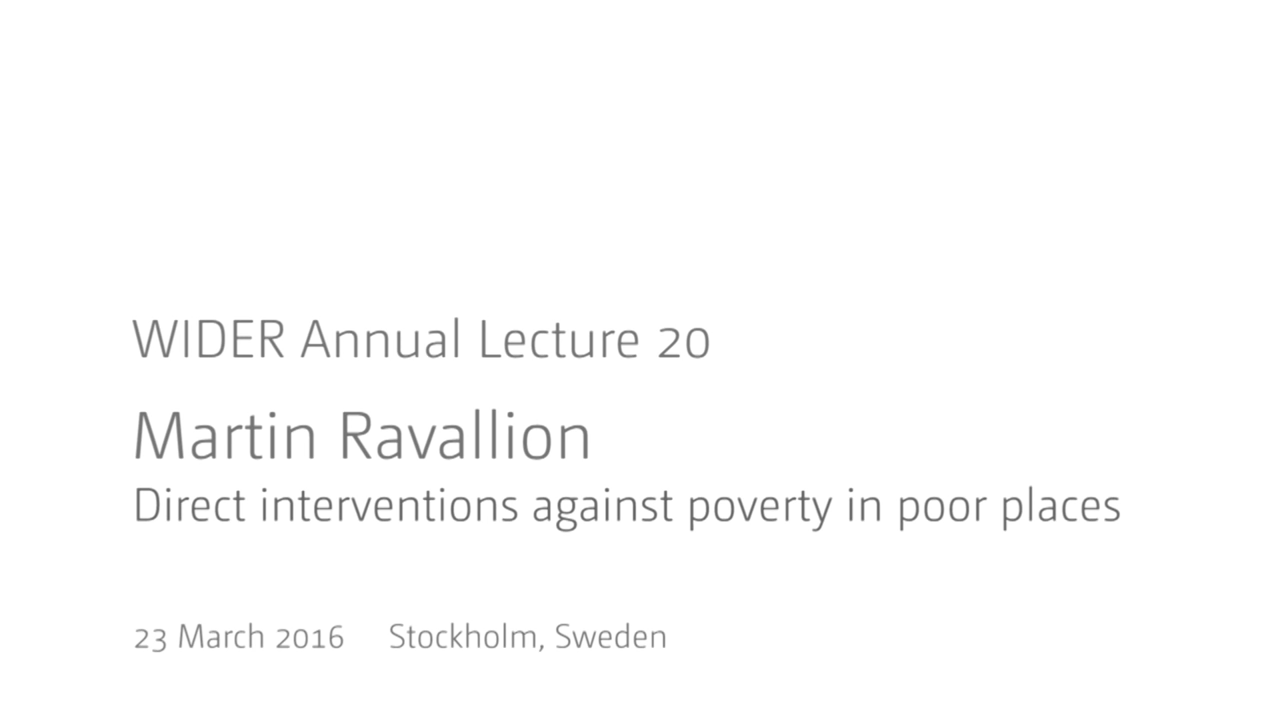 WIDER Annual Lecture 20
Martin Ravallion
Direct interventions against poverty in poor places
23 March 2016 Stockholm, Sweden